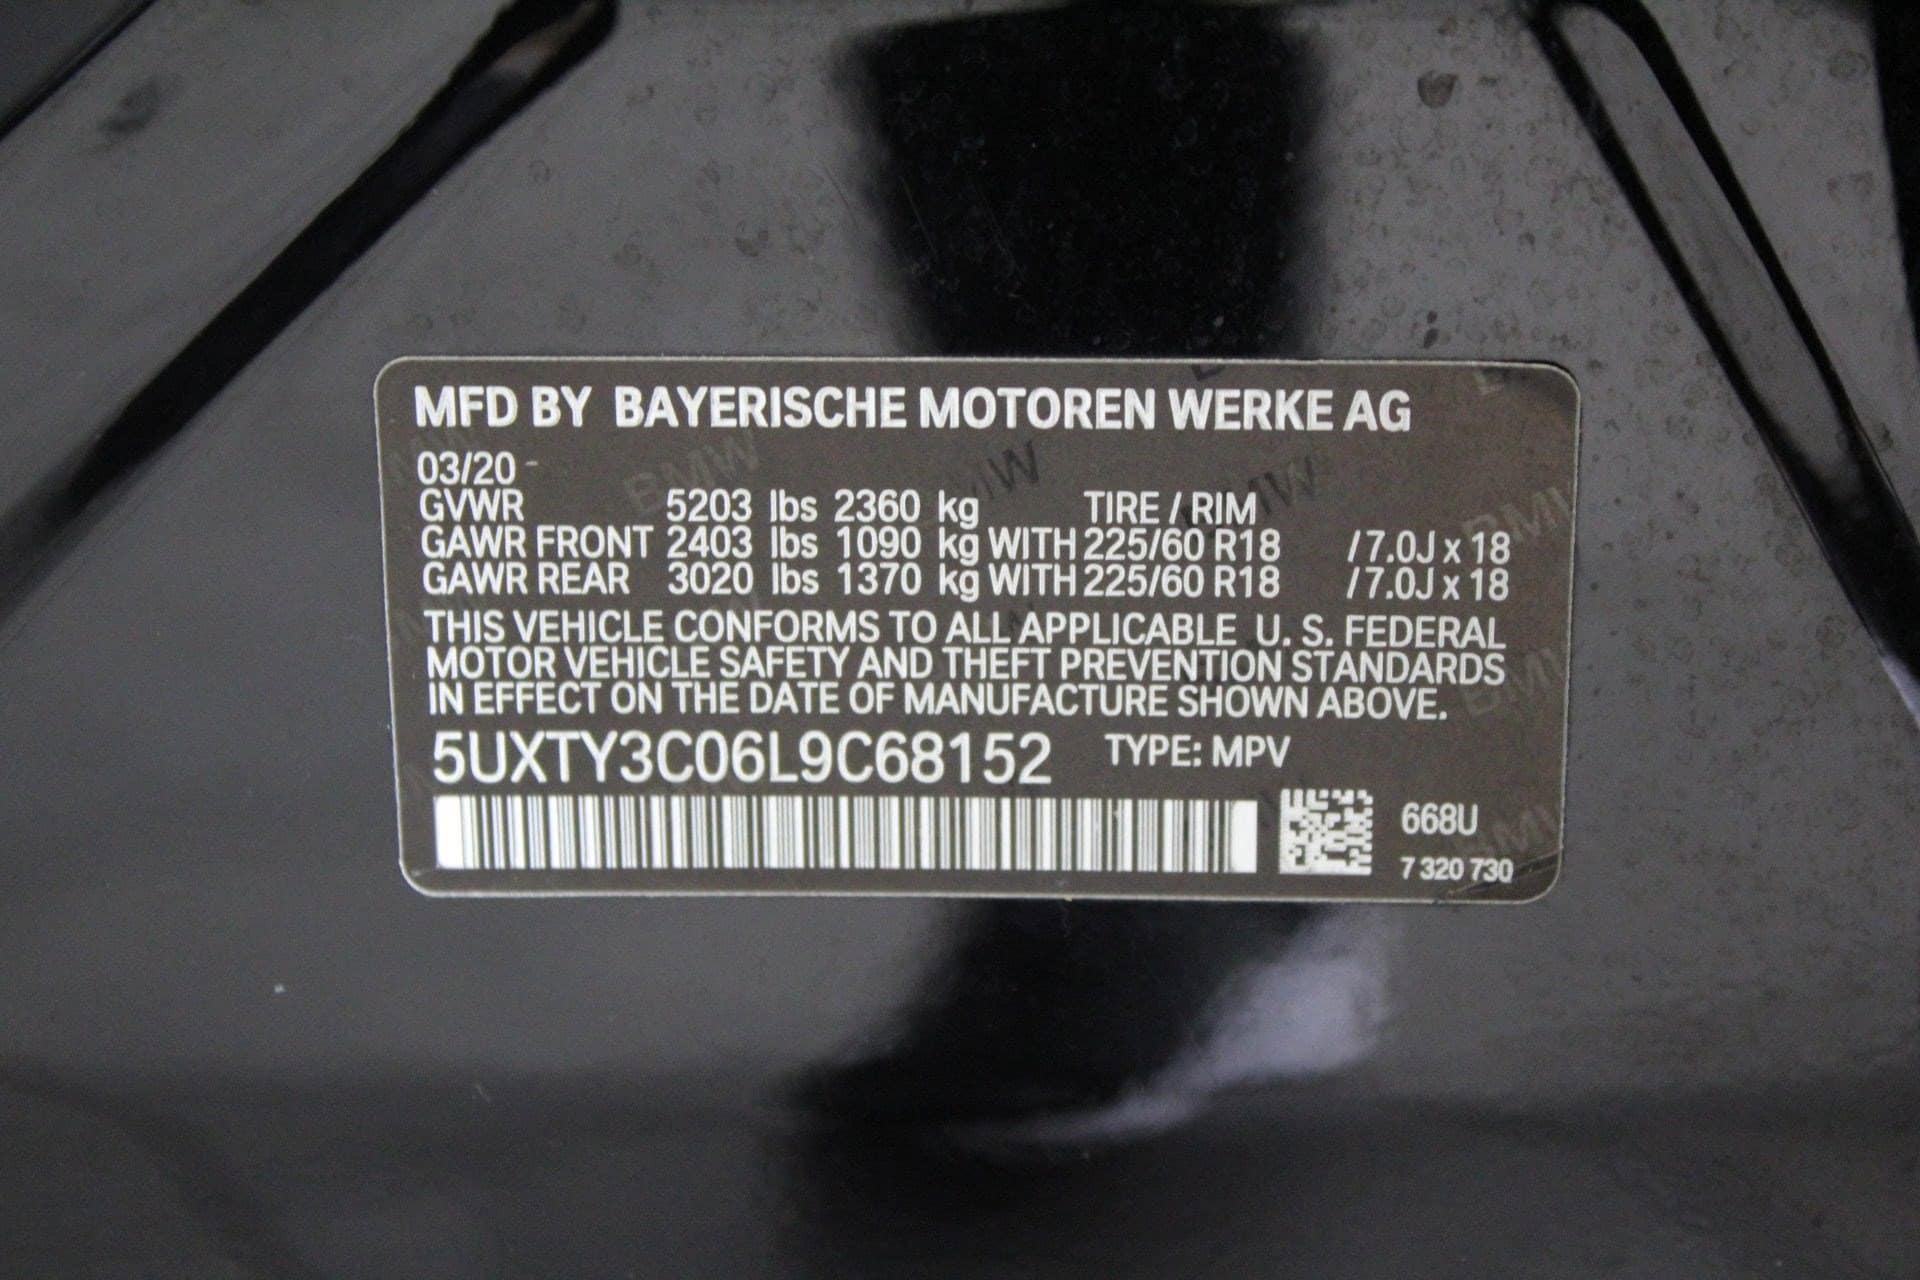 MFD BY BAYERISCHE MOTOREN WERKE AG
03/20
GVWR 5203 lbs 2360 kg TIRE / RIM
GAWR FRONT 2403 lbs 1090 kg WITH 225/60 R18 / 7.0J x 18
GAWR REAR 3020 lbs 1370 kg WITH 225/60 R18 / 7.0J x 18
THIS VEHICLE CONFORMS TO ALL APPLICABLE U. S. FEDERAL
MOTOR VEHICLE SAFETY AND THEFT PREVENTION STANDARDS
IN EFFECT ON THE DATE OF MANUFACTURE SHOWN ABOVE.
5UXTY3C06L9C68152 TYPE: MPV
668U
7 320 730